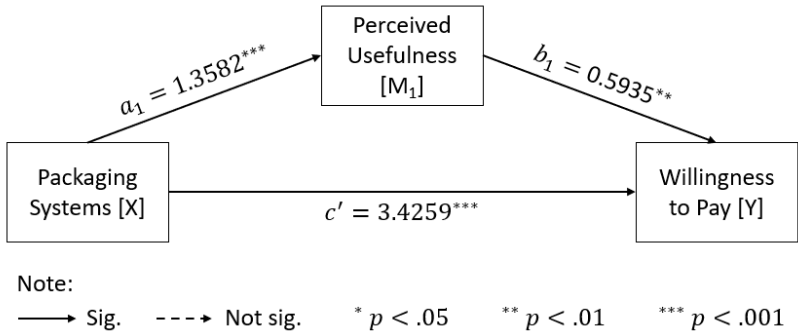 Perceived
Usefulness
[M₁]
a₁ = 1.3582***
b₁ = 0.5935**
Packaging
Systems [X]
Willingness
to Pay [Y]
c′ = 3.4259***
Note:
Sig. Not sig. * p < .05 ** p < .01 *** p < .001